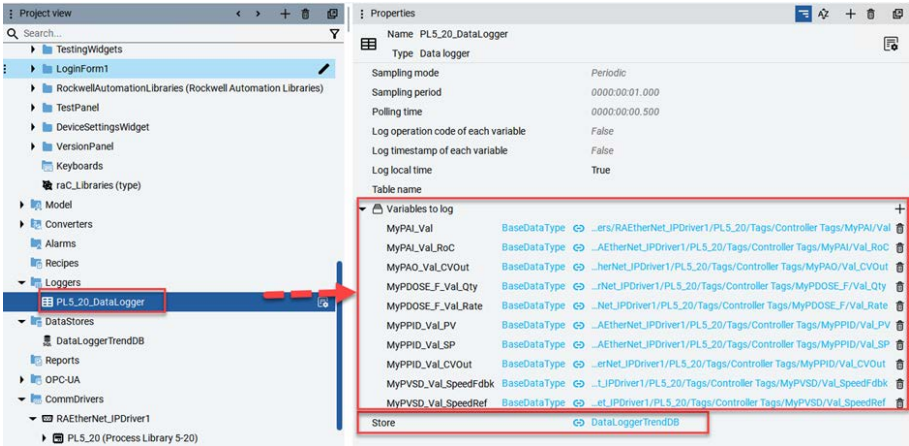 Project view
Search...
TestingWidgets
LoginForm1
RockwellAutomationLibraries (Rockwell Automation Libraries)
TestPanel
DeviceSettingsWidget
VersionPanel
Keyboards
raC_Libraries (type)
Model
Converters
Alarms
Recipes
Loggers
PL5_20_DataLogger
DataStores
DataLoggerTrendDB
Reports
OPC-UA
CommDrivers
RAEtherNet_IPDriver1
PL5_20 (Process Library 5-20)
Properties
Name PL5_20_DataLogger
Type Data logger
Sampling mode Periodic
Sampling period 0000:00:01.000
Polling time 0000:00:00.500
Log operation code of each variable False
Log timestamp of each variable False
Log local time True
Table name
Variables to log
MyPAI_Val BaseDataType ...ers/RAEtherNet_IPDriver1/PL5_20/Tags/Controller Tags/MyPAI/Val
MyPAI_Val_RoC BaseDataType ...AEtherNet_IPDriver1/PL5_20/Tags/Controller Tags/MyPAI/Val_RoC
MyPAO_Val_CVOut BaseDataType ...herNet_IPDriver1/PL5_20/Tags/Controller Tags/MyPAO/Val_CVOut
MyPDOSE_F_Val_Qty BaseDataType ...rNet_IPDriver1/PL5_20/Tags/Controller Tags/MyPDOSE_F/Val_Qty
MyPDOSE_F_Val_Rate BaseDataType ...Net_IPDriver1/PL5_20/Tags/Controller Tags/MyPDOSE_F/Val_Rate
MyPPID_Val_PV BaseDataType ...AEtherNet_IPDriver1/PL5_20/Tags/Controller Tags/MyPPID/Val_PV
MyPPID_Val_SP BaseDataType ...AEtherNet_IPDriver1/PL5_20/Tags/Controller Tags/MyPPID/Val_SP
MyPPID_Val_CVOut BaseDataType ...erNet_IPDriver1/PL5_20/Tags/Controller Tags/MyPPID/Val_CVOut
MyPVSD_Val_SpeedFdbk BaseDataType ...t_IPDriver1/PL5_20/Tags/Controller Tags/MyPVSD/Val_SpeedFdbk
MyPVSD_Val_SpeedRef BaseDataType ...et_IPDriver1/PL5_20/Tags/Controller Tags/MyPVSD/Val_SpeedRef
Store DataLoggerTrendDB